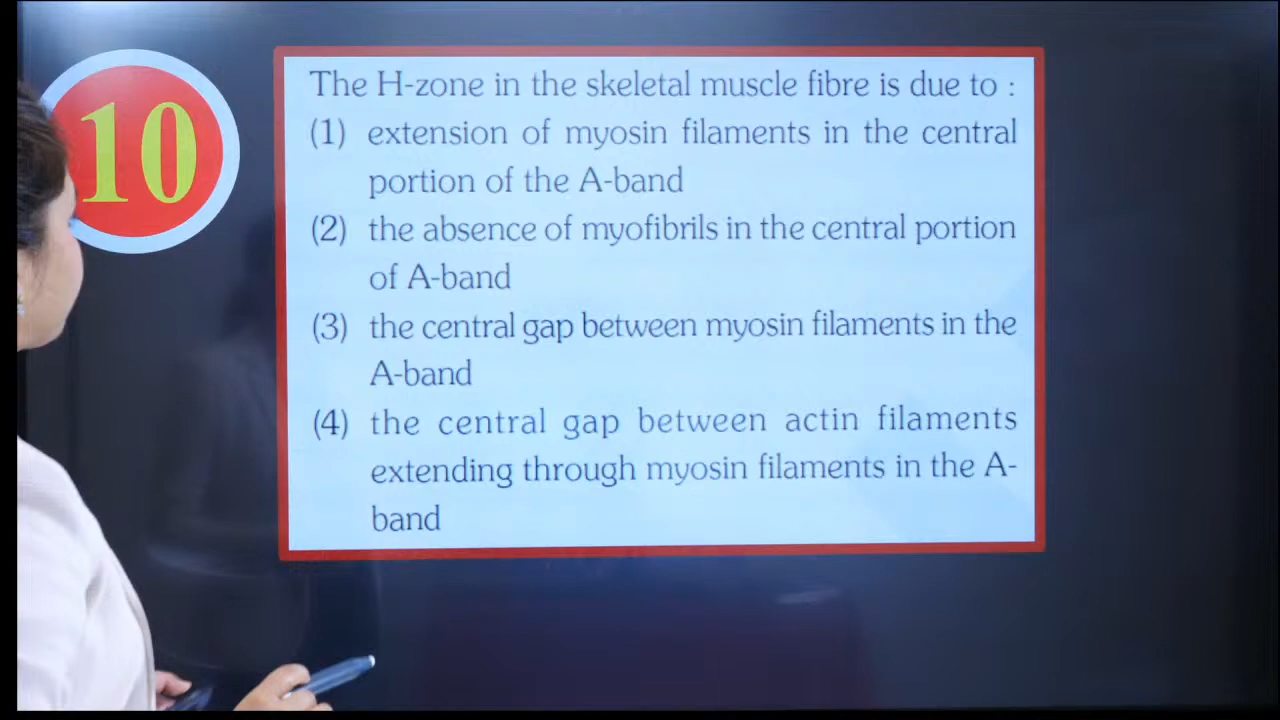 10
The H-zone in the skeletal muscle fibre is due to :
(1) extension of myosin filaments in the central
portion of the A-band
(2) the absence of myofibrils in the central portion
of A-band
(3) the central gap between myosin filaments in the
A-band
(4) the central gap between actin filaments
extending through myosin filaments in the A-
band